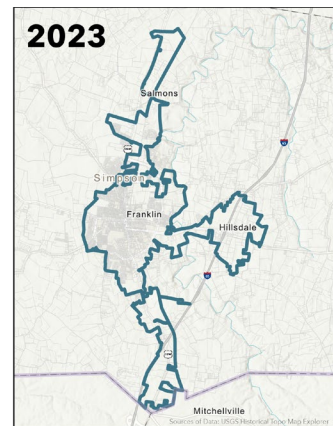 2023
Salmons
Simpson
Franklin
Hillsdale
Mitchellville
Sources of Data: USGS Historical Topo Map Explorer